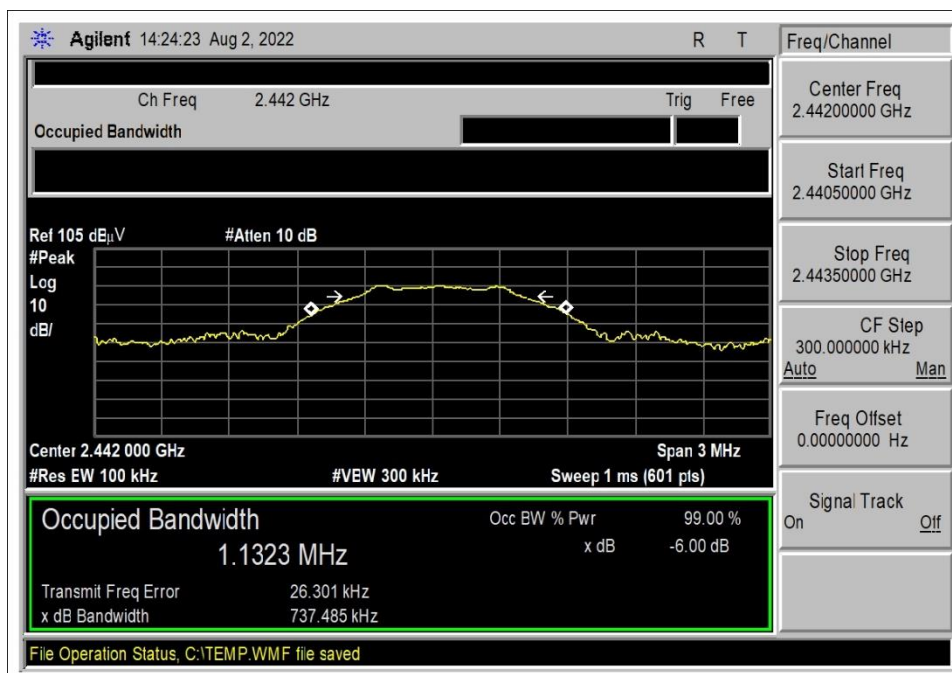 Agilent 14:24:23 Aug 2, 2022 R T
Freq/Channel
Ch Freq 2.442 GHz Trig Free
Occupied Bandwidth
Center Freq
2.44200000 GHz
Start Freq
2.44050000 GHz
Stop Freq
2.44350000 GHz
CF Step
300.000000 kHz
Auto Man
Freq Offset
0.00000000 Hz
Signal Track
On Off
Ref 105 dBµV #Atten 10 dB
#Peak
Log
10
dB/
Center 2.442 000 GHz Span 3 MHz
#Res EW 100 kHz #VBW 300 kHz Sweep 1 ms (601 pts)
Occupied Bandwidth Occ BW % Pwr 99.00 %
1.1323 MHz x dB -6.00 dB
Transmit Freq Error 26.301 kHz
x dB Bandwidth 737.485 kHz
File Operation Status, C:\TEMP.WMF file saved